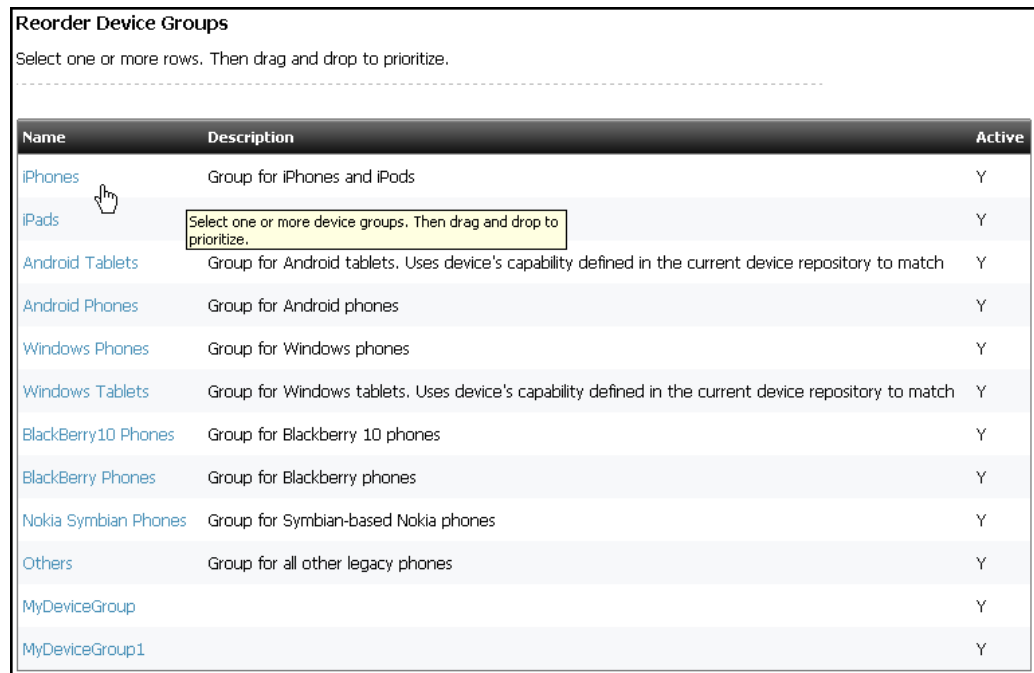 Reorder Device Groups
Select one or more rows. Then drag and drop to prioritize.
Name Description Active
iPhones Group for iPhones and iPods Y
iPads Y
Select one or more device groups. Then drag and drop to
prioritize.
Android Tablets Group for Android tablets. Uses device's capability defined in the current device repository to match Y
Android Phones Group for Android phones Y
Windows Phones Group for Windows phones Y
Windows Tablets Group for Windows tablets. Uses device's capability defined in the current device repository to match Y
BlackBerry10 Phones Group for Blackberry 10 phones Y
BlackBerry Phones Group for Blackberry phones Y
Nokia Symbian Phones Group for Symbian-based Nokia phones Y
Others Group for all other legacy phones Y
MyDeviceGroup Y
MyDeviceGroup1 Y